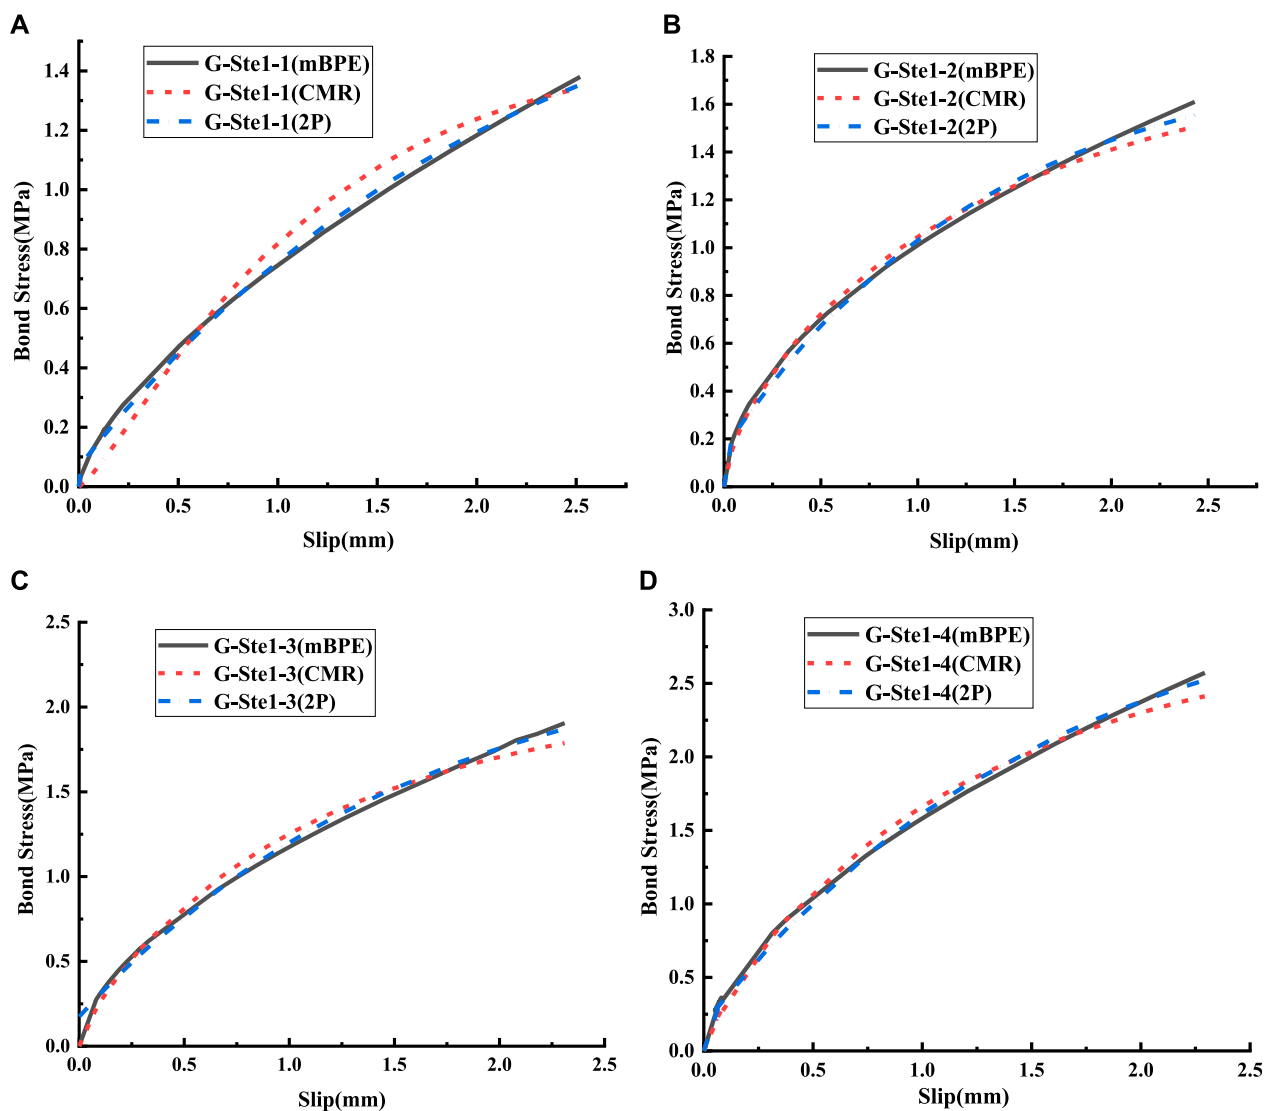 A
G-Ste1-1(mBPE)
G-Ste1-1(CMR)
G-Ste1-1(2P)
Bond Stress(MPa)
1.4
1.2
1.0
0.8
0.6
0.4
0.2
0.0
0.0 0.5 1.0 1.5 2.0 2.5
Slip(mm)
B
G-Ste1-2(mBPE)
G-Ste1-2(CMR)
G-Ste1-2(2P)
Bond Stress(MPa)
1.8
1.6
1.4
1.2
1.0
0.8
0.6
0.4
0.2
0.0
0.0 0.5 1.0 1.5 2.0 2.5
Slip(mm)
C
G-Ste1-3(mBPE)
G-Ste1-3(CMR)
G-Ste1-3(2P)
Bond Stress(MPa)
2.5
2.0
1.5
1.0
0.5
0.0
0.0 0.5 1.0 1.5 2.0 2.5
Slip(mm)
D
G-Ste1-4(mBPE)
G-Ste1-4(CMR)
G-Ste1-4(2P)
Bond Stress(MPa)
3.0
2.5
2.0
1.5
1.0
0.5
0.0
0.0 0.5 1.0 1.5 2.0 2.5
Slip(mm)